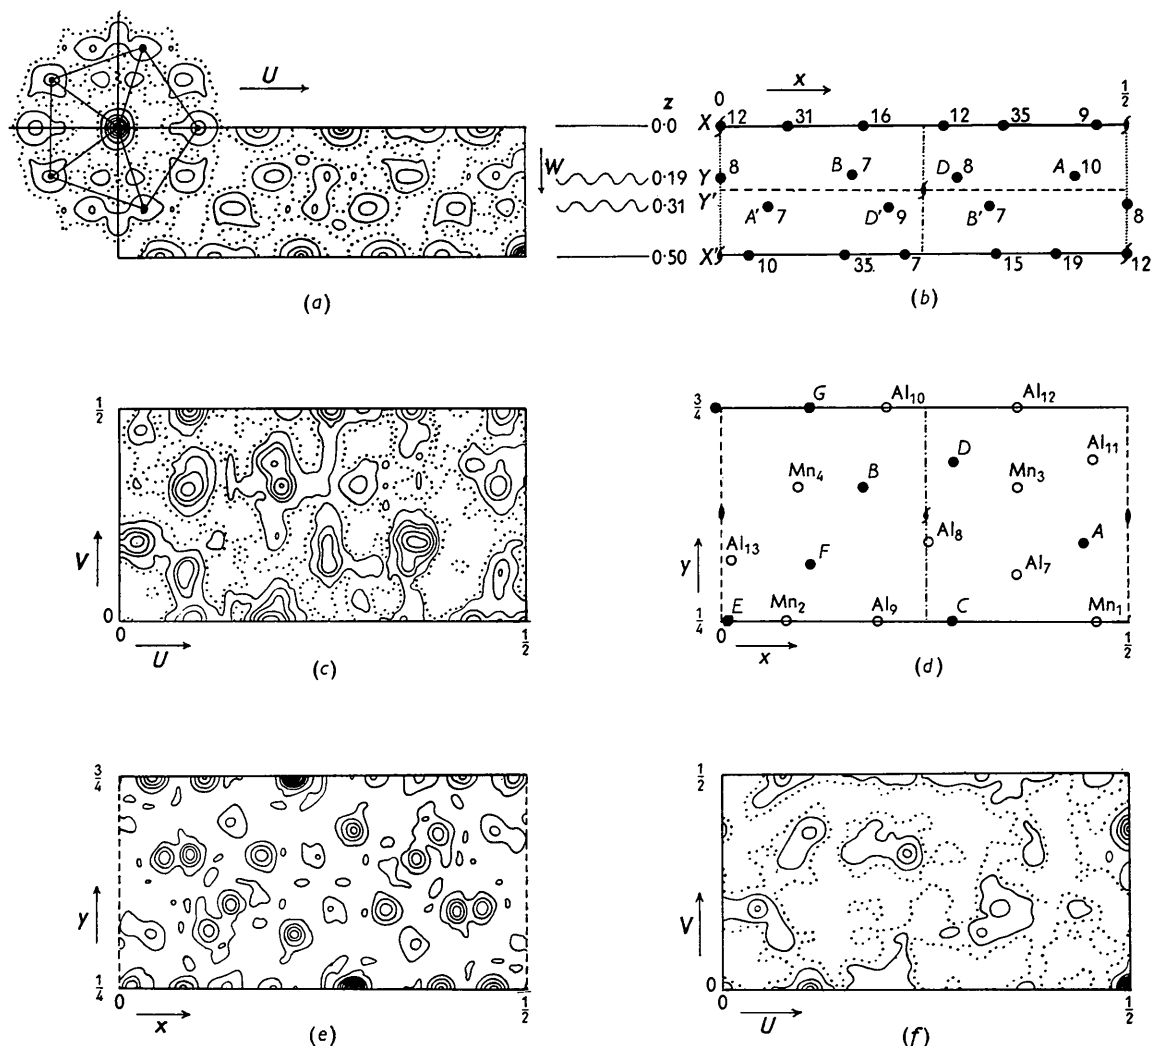 U
W
(a)
x
0 1/2
z
0·0 X 12 31 16 12 35 9
0·19 Y 8 B 7 D 8 A 10
0·31 Y' A' 7 D' 9 B' 7 8
0·50 X' 10 35. 7 15 19 12
(b)
1/2
V
0
0 U 1/2
(c)
3/4 G Al10 Al12
Al11
D
Mn4 B Mn3
Al8 A
Al13
y F Al7
E Mn2 Al9 C Mn1
1/4
0 x 1/2
(d)
3/4
y
1/4
0 x 1/2
(e)
1/2
V
0
0 U 1/2
(f)